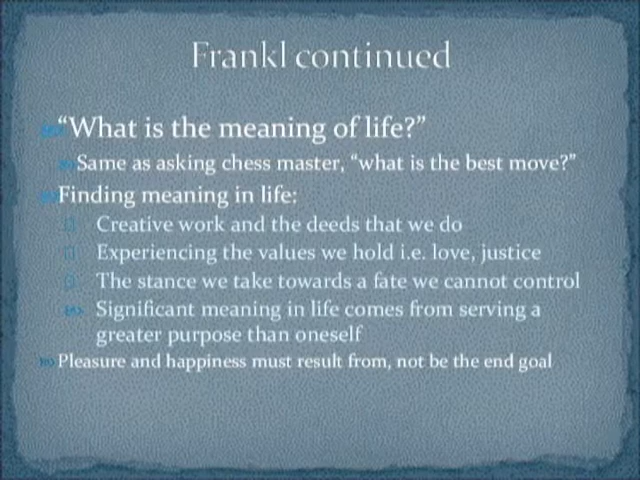 Frankl continued
“What is the meaning of life?”
Same as asking chess master, “what is the best move?”
Finding meaning in life:
Creative work and the deeds that we do
Experiencing the values we hold i.e. love, justice
The stance we take towards a fate we cannot control
Significant meaning in life comes from serving a
greater purpose than oneself
Pleasure and happiness must result from, not be the end goal